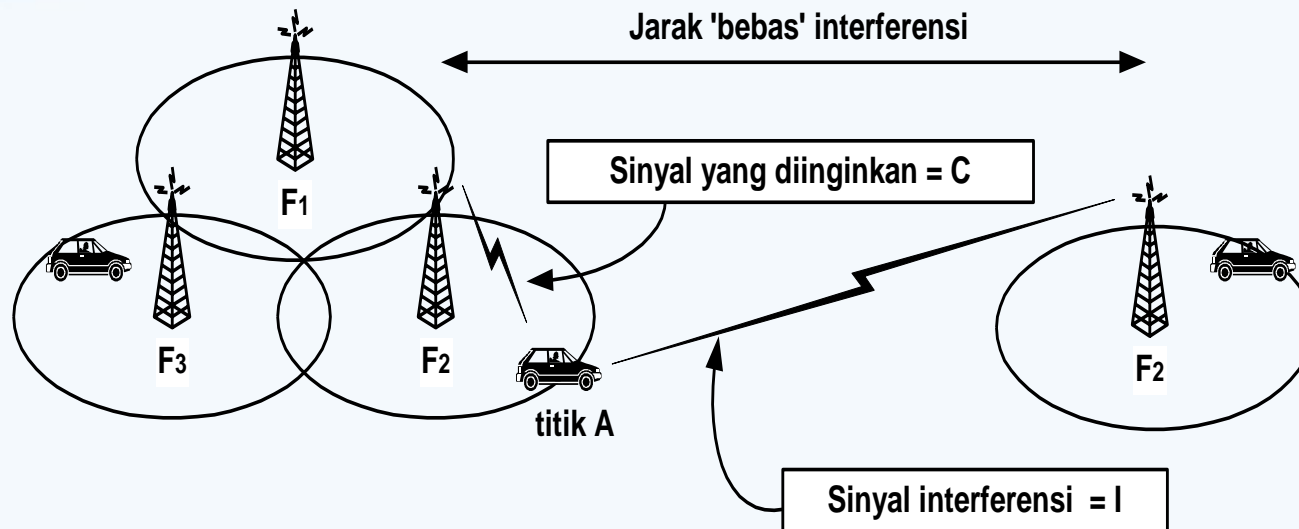 Jarak 'bebas' interferensi
Sinyal yang diinginkan = C
F1
F3
F2
F2
titik A
Sinyal interferensi = I